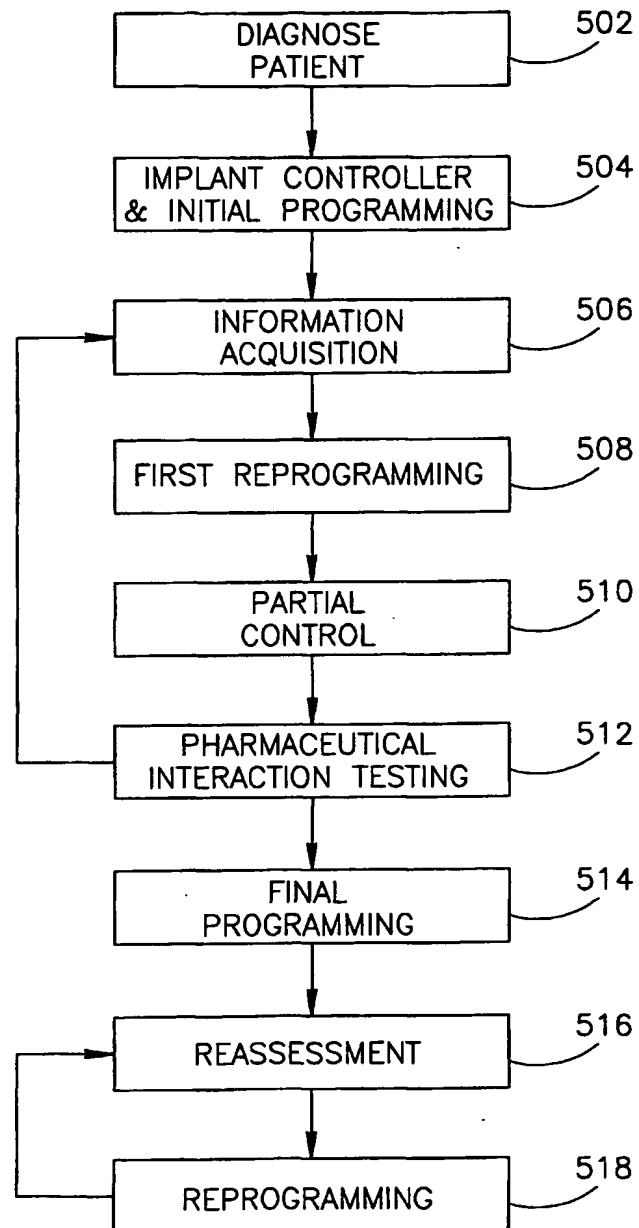 DIAGNOSE
PATIENT
502
IMPLANT CONTROLLER
& INITIAL PROGRAMMING
504
INFORMATION
ACQUISITION
506
FIRST REPROGRAMMING
508
PARTIAL
CONTROL
510
PHARMACEUTICAL
INTERACTION TESTING
512
FINAL
PROGRAMMING
514
REASSESSMENT
516
REPROGRAMMING
518